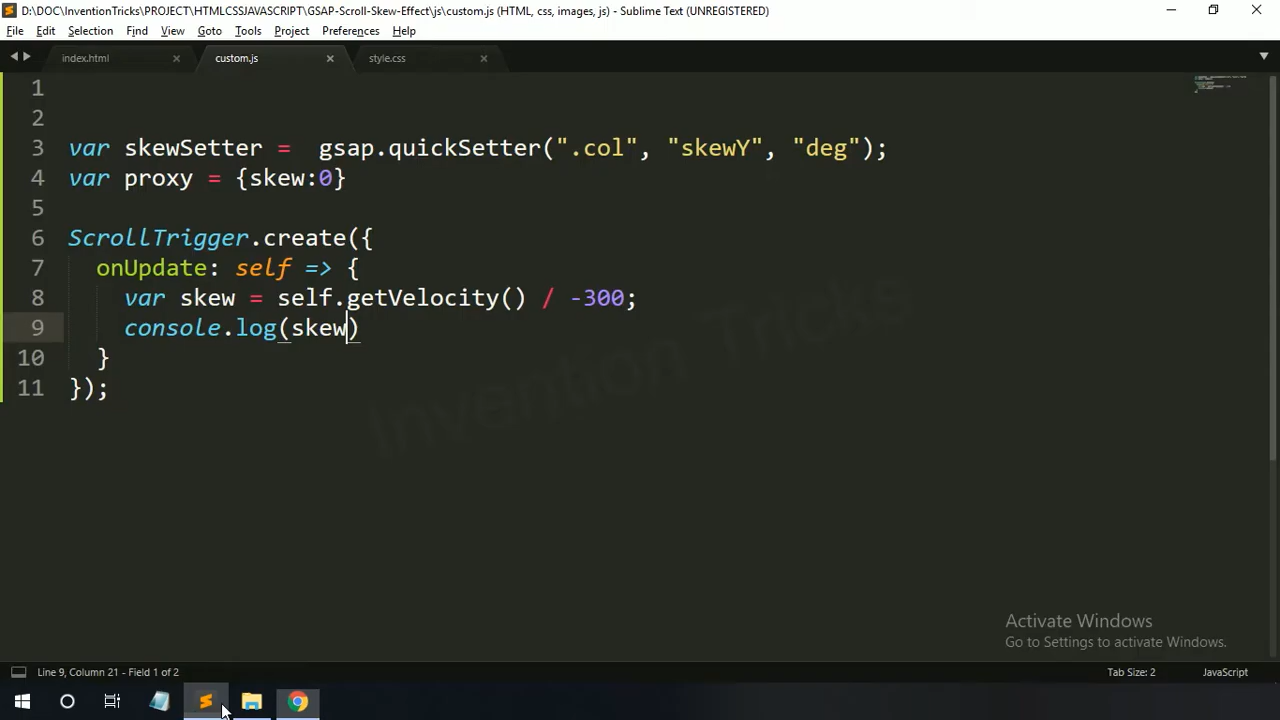 D:\DOC\InventionTricks\PROJECT\HTMLCSSJAVASCRIPT\GSAP-Scroll-Skew-Effect\js\custom.js (HTML, css, images, js) - Sublime Text (UNREGISTERED)
File Edit Selection Find View Goto Tools Project Preferences Help
index.html custom.js style.css
1
2
3 var skewSetter =  gsap.quickSetter(".col", "skewY", "deg");
4 var proxy = {skew:0}
5
6 ScrollTrigger.create({
7   onUpdate: self => {
8     var skew = self.getVelocity() / -300;
9     console.log(skew)
10   }
11 });
Invention Tricks
Activate Windows
Go to Settings to activate Windows.
Line 9, Column 21 - Field 1 of 2 Tab Size: 2 JavaScript